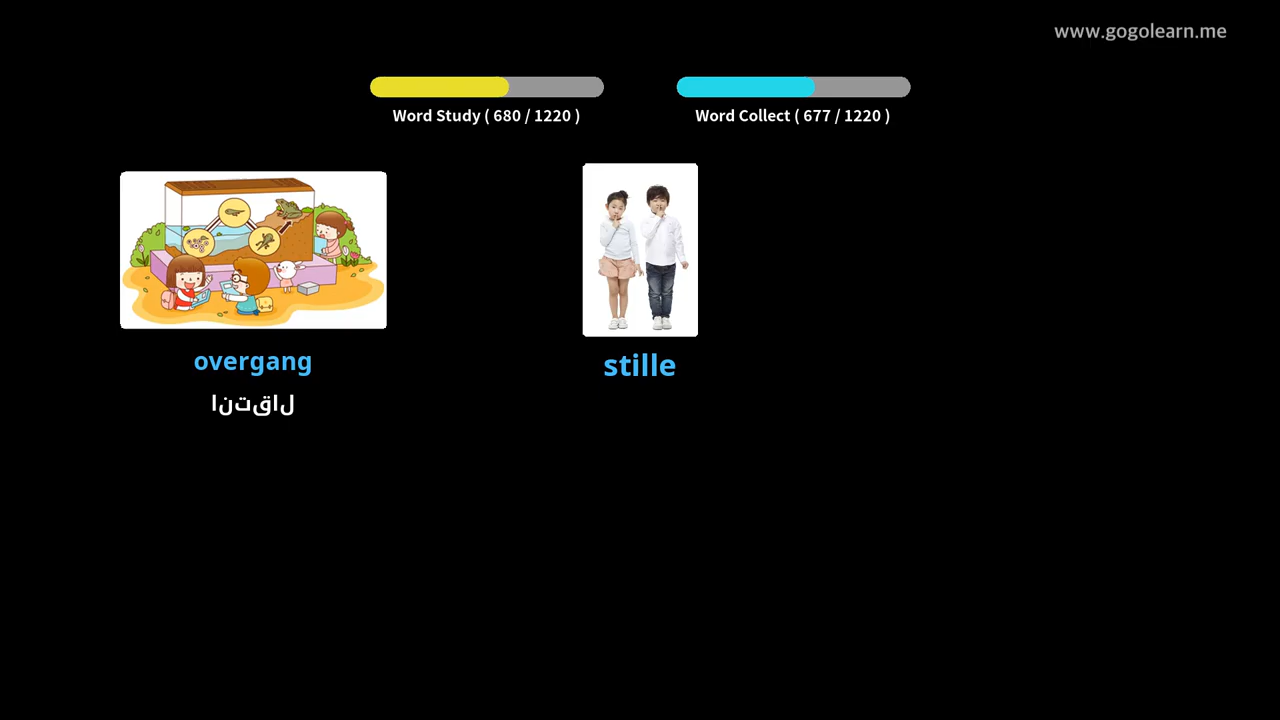 www.gogolearn.me
Word Study ( 680 / 1220 )
Word Collect ( 677 / 1220 )
overgang
انتقال
stille